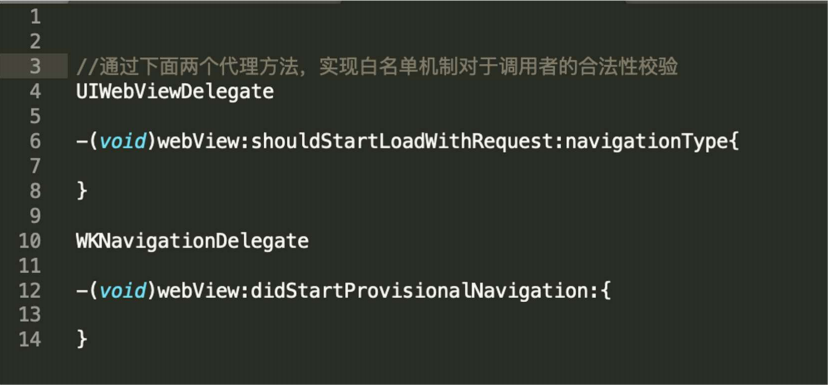 1
2
3 //通过下面两个代理方法，实现白名单机制对于调用者的合法性校验
4 UIWebViewDelegate
5
6 -(void)webView:shouldStartLoadWithRequest:navigationType{
7
8 }
9
10 WKNavigationDelegate
11
12 -(void)webView:didStartProvisionalNavigation:{
13
14 }